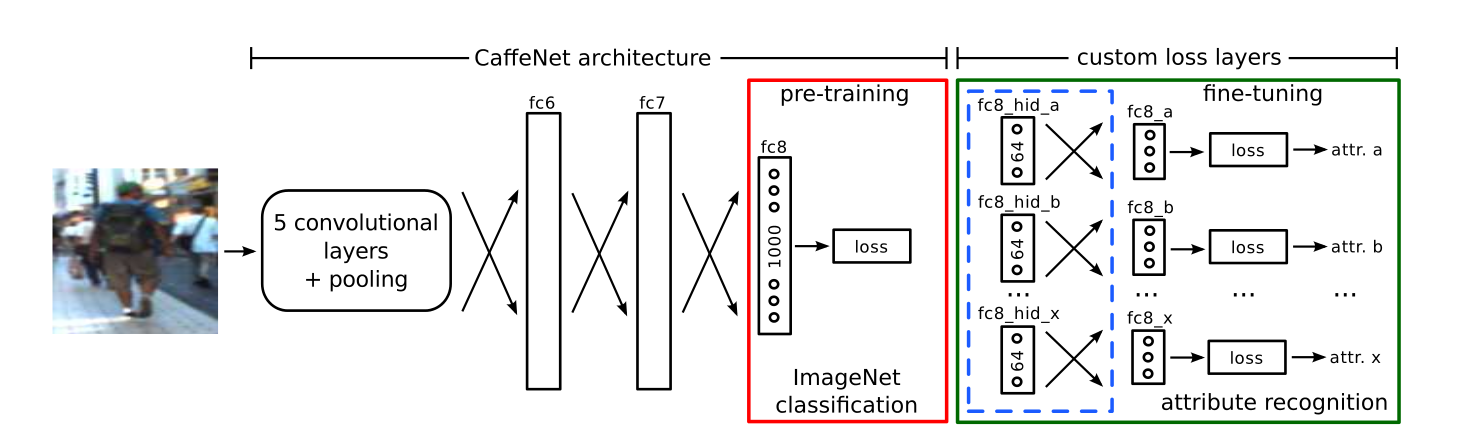 CaffeNet architecture
custom loss layers
5 convolutional
layers
+ pooling
fc6
fc7
pre-training
fc8
1000
loss
ImageNet
classification
fine-tuning
fc8_hid_a
64
fc8_a
loss
attr. a
fc8_hid_b
64
fc8_b
loss
attr. b
...
...
...
...
fc8_hid_x
64
fc8_x
loss
attr. x
attribute recognition